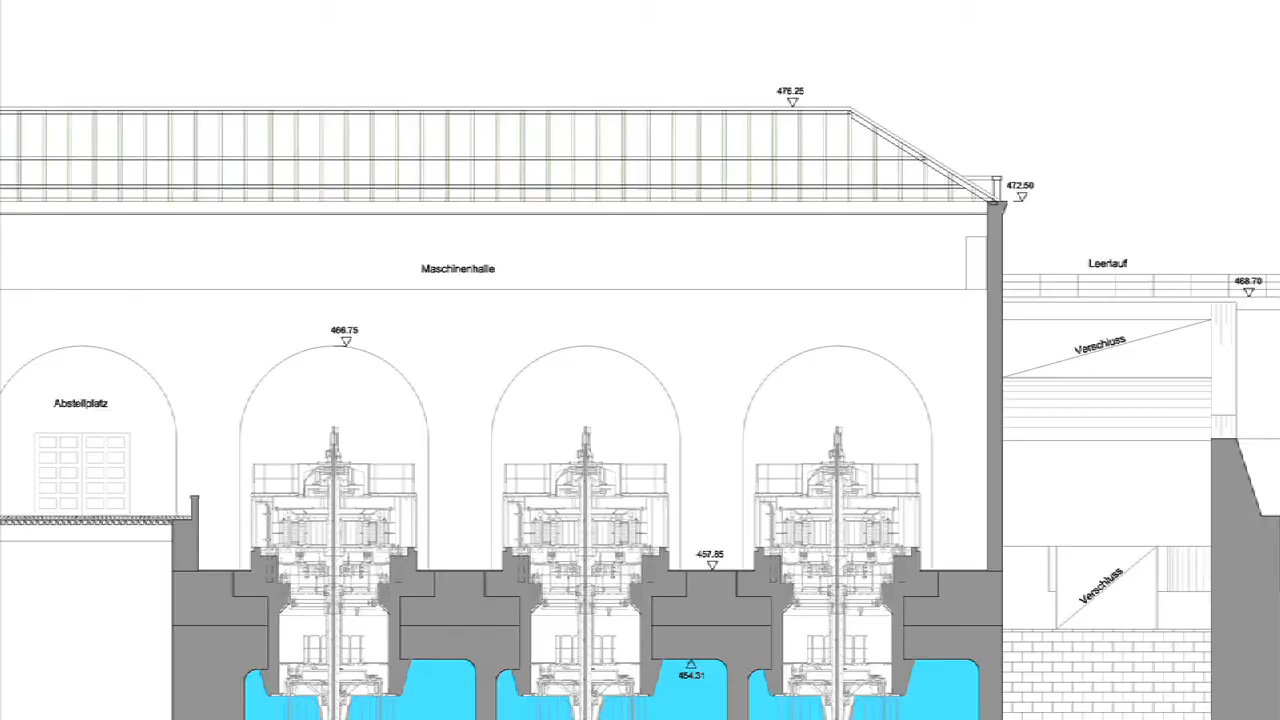 476.25
472.50
Leerlauf
Maschinenhalle
468.70
466.75
Verschluss
Abstellplatz
457.85
Verschluss
454.31